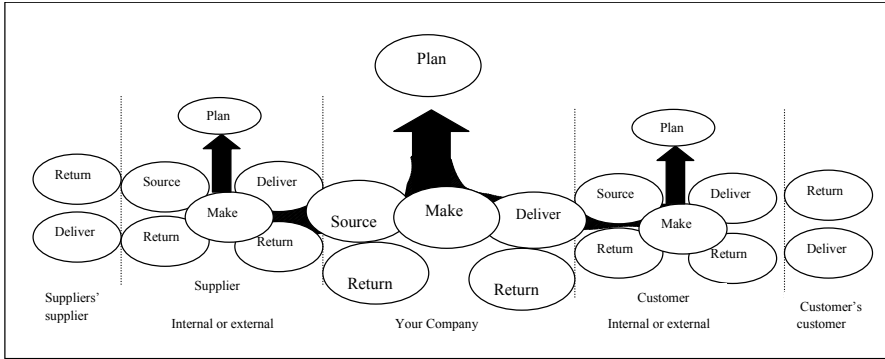 Plan
Plan
Plan
Return
Source
Deliver
Source
Deliver
Return
Make
Source
Make
Deliver
Make
Deliver
Return
Return
Return
Return
Deliver
Return
Return
Supplier
Customer
Suppliers'
supplier
Customer's
customer
Internal or external
Your Company
Internal or external